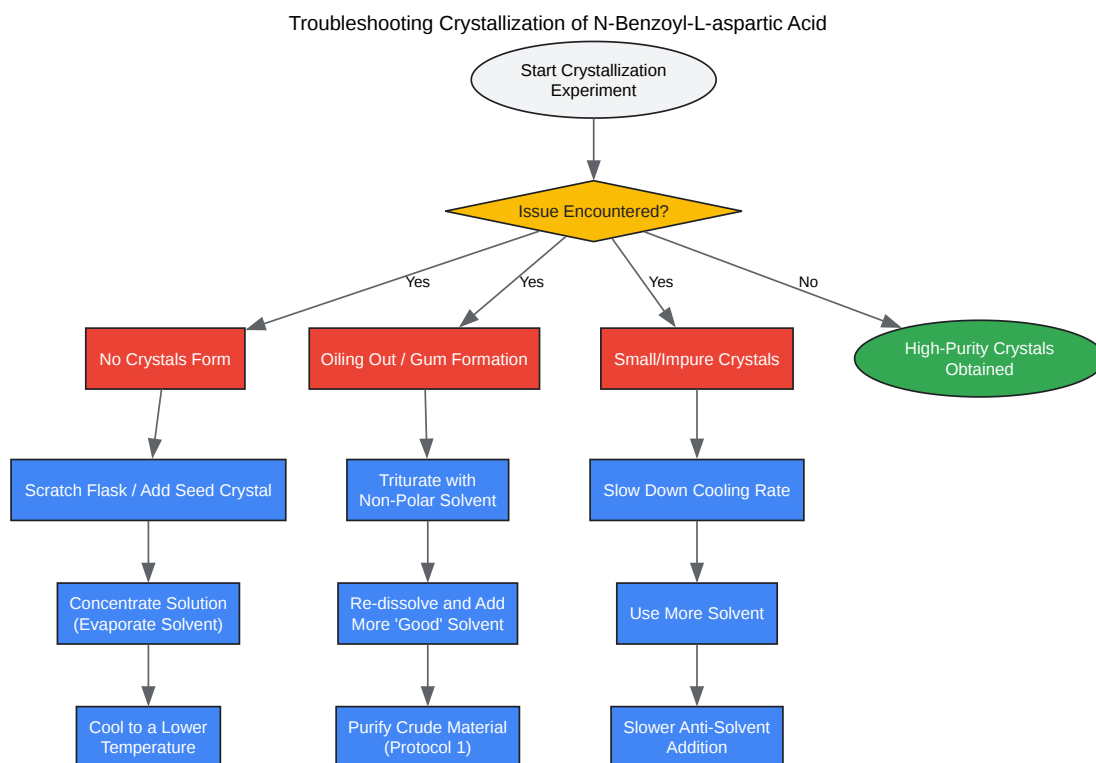 Troubleshooting Crystallization of N-Benzoyl-L-aspartic Acid
Start Crystallization
Experiment
Issue Encountered?
Yes
Yes
Yes
No
No Crystals Form
Oiling Out / Gum Formation
Small/Impure Crystals
High-Purity Crystals
Obtained
Scratch Flask / Add Seed Crystal
Triturate with
Non-Polar Solvent
Slow Down Cooling Rate
Concentrate Solution
(Evaporate Solvent)
Re-dissolve and Add
More 'Good' Solvent
Use More Solvent
Cool to a Lower
Temperature
Purify Crude Material
(Protocol 1)
Slower Anti-Solvent
Addition